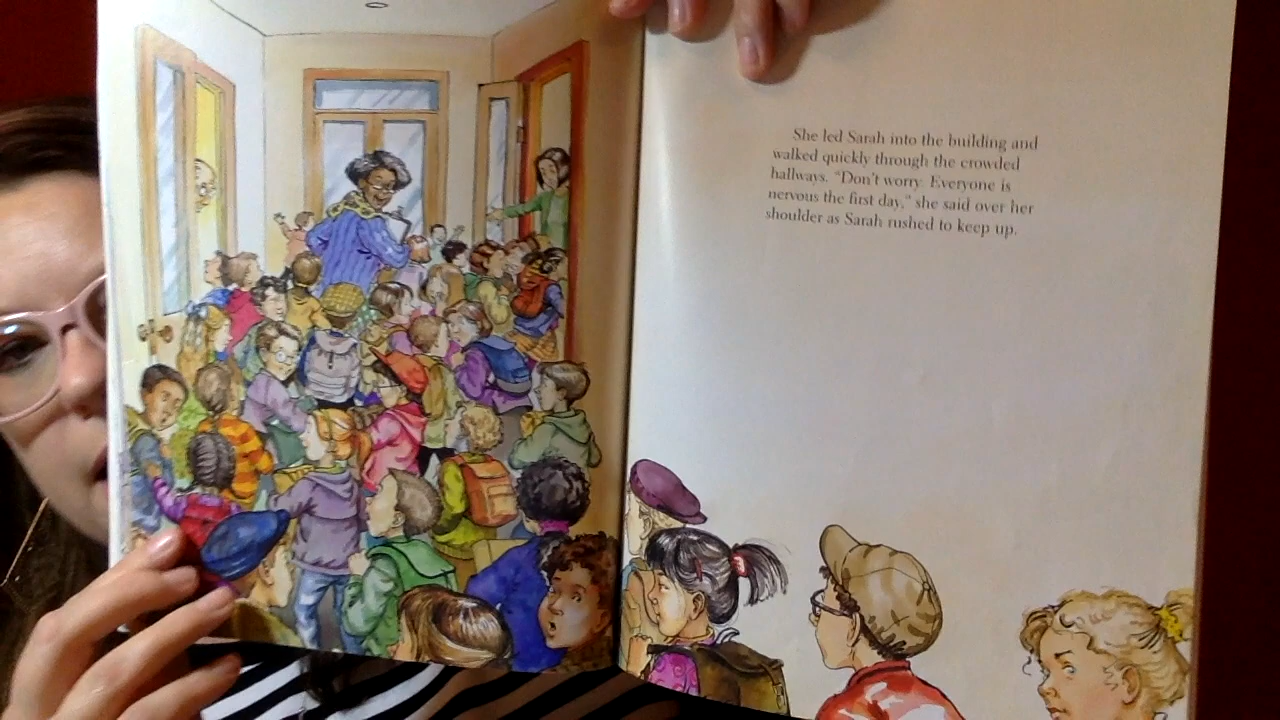 She led Sarah into the building and
walked quickly through the crowded
hallways. "Don't worry. Everyone is
nervous the first day," she said over her
shoulder as Sarah rushed to keep up.